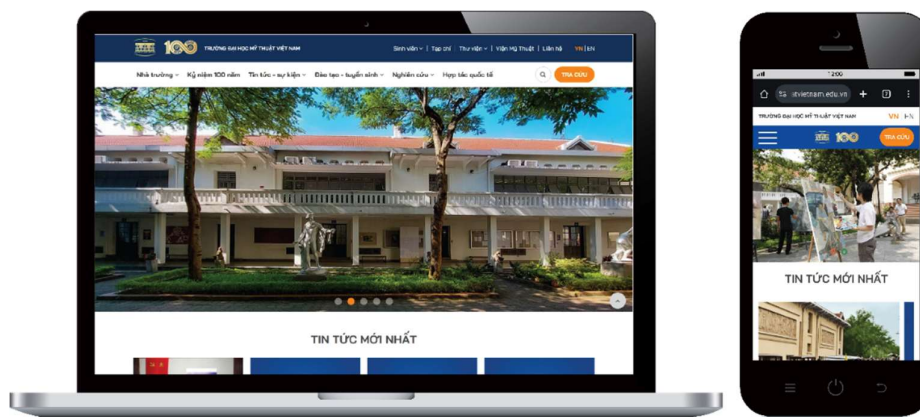 100
TRƯỜNG ĐẠI HỌC MỸ THUẬT VIỆT NAM
Sinh viên | Tạp chí | Thư viện | Viện Mỹ Thuật | Liên hệ VN | EN
Nhà trường Kỷ niệm 100 năm Tin tức - sự kiện Đào tạo - tuyển sinh Nghiên cứu Hợp tác quốc tế TRA CỨU
TIN TỨC MỚI NHẤT
12:00
atvietnam.edu.vn
TRƯỜNG ĐẠI HỌC MỸ THUẬT VIỆT NAM VN EN
100 TRA CỨU
TIN TỨC MỚI NHẤT